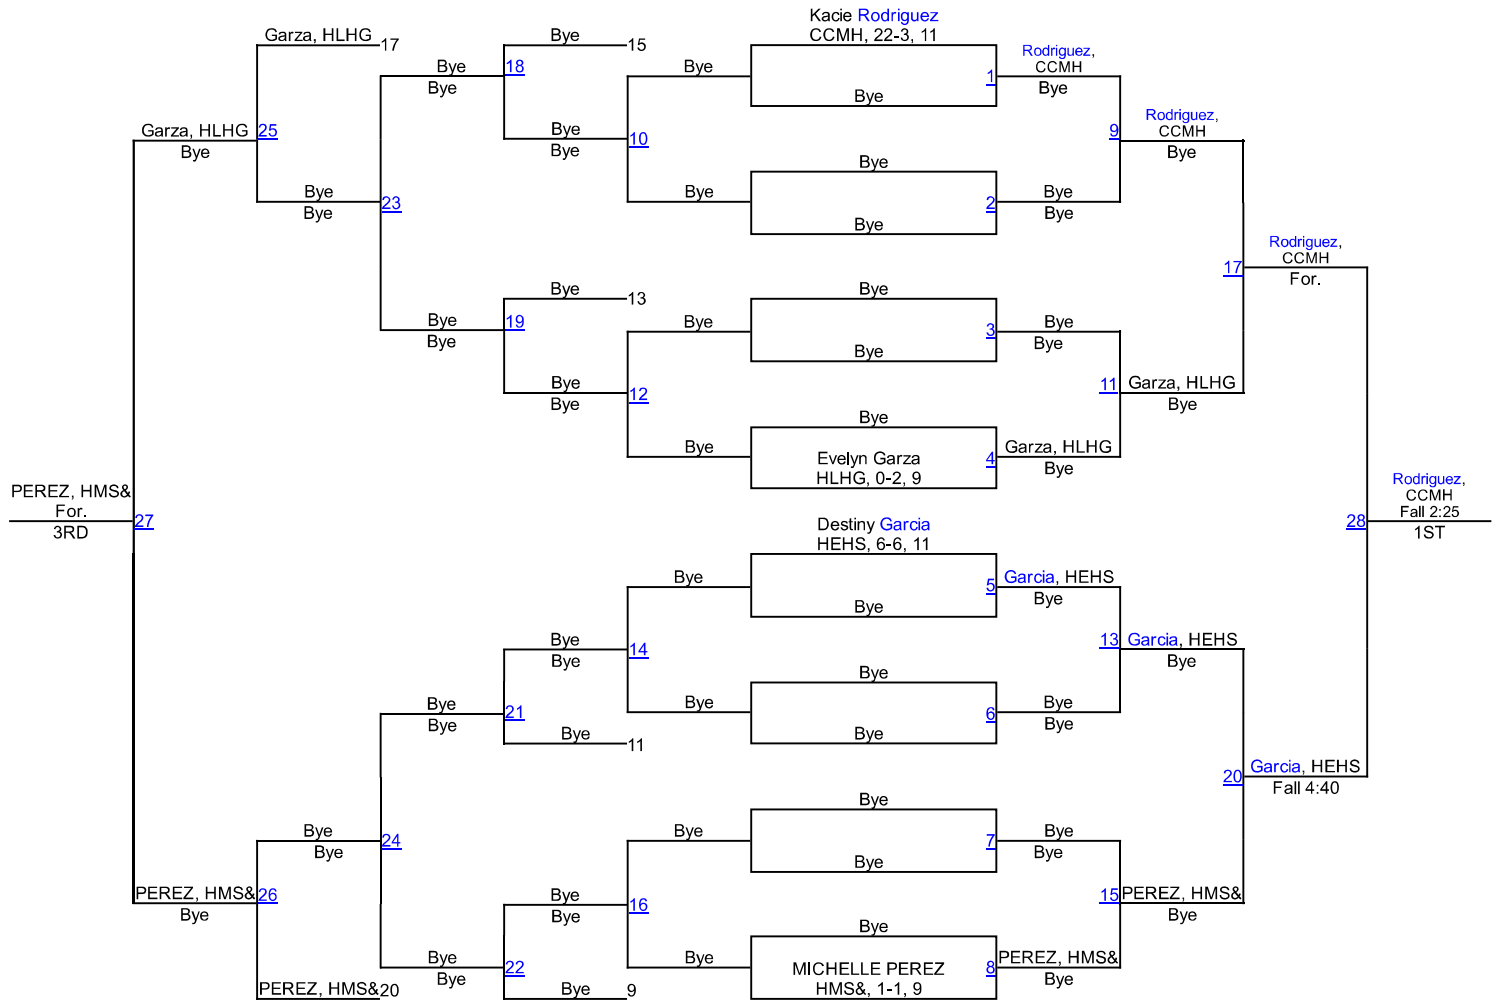 Kacie Rodriguez
CCMH, 22-3, 11
Garza, HLHG
17
Bye
15
Rodriguez,
CCMH
Bye
18
Bye
Bye
1
Bye
Bye
Rodriguez,
CCMH
Garza, HLHG
25
Bye
10
9
Bye
Bye
Bye
Bye
Bye
23
Bye
2
Bye
Bye
Bye
Bye
Rodriguez,
CCMH
17
For.
Bye
13
Bye
Bye
19
Bye
3
Bye
Bye
Bye
Bye
Bye
12
11
Garza, HLHG
Bye
Bye
Bye
Bye
Evelyn Garza
HLHG, 0-2, 9
4
Garza, HLHG
Bye
PEREZ, HMS&
For.
27
3RD
Rodriguez,
CCMH
Fall 2:25
28
1ST
Destiny Garcia
HEHS, 6-6, 11
Bye
5
Garcia, HEHS
Bye
Bye
Bye
14
Bye
13
Garcia, HEHS
Bye
Bye
Bye
Bye
21
Bye
6
Bye
Bye
Bye
Bye
11
Bye
20
Garcia, HEHS
Fall 4:40
Bye
Bye
24
Bye
Bye
7
Bye
Bye
Bye
PEREZ, HMS&
26
Bye
Bye
16
Bye
15
PEREZ, HMS&
Bye
Bye
Bye
22
Bye
Bye
MICHELLE PEREZ
HMS&, 1-1, 9
8
PEREZ, HMS&
Bye
PEREZ, HMS&
20
Bye
9